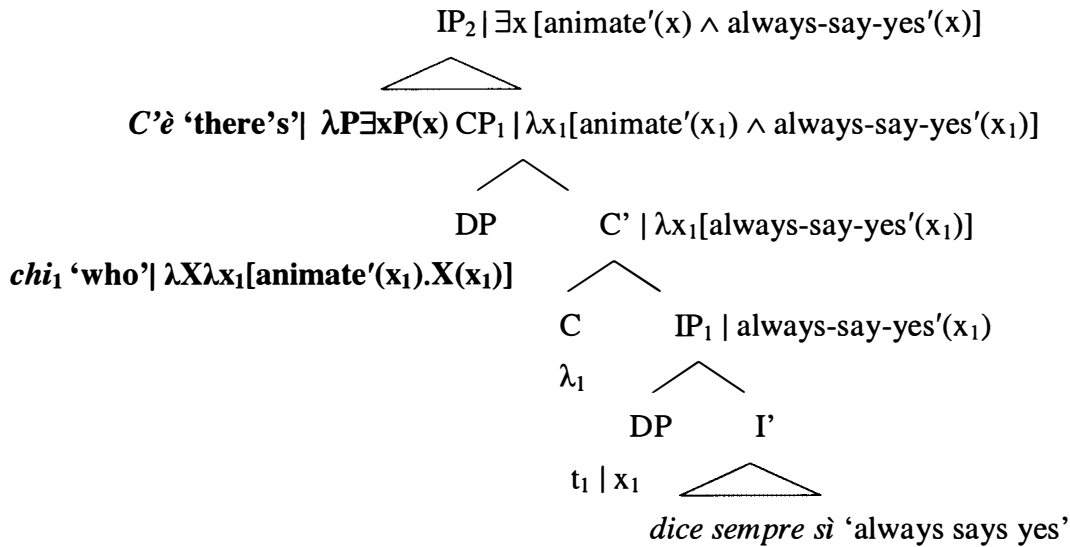 IP₂ | ∃x [animate′(x) ∧ always-say-yes′(x)]
C’è ‘there's’| λP∃xP(x) CP₁ | λx₁[animate′(x₁) ∧ always-say-yes′(x₁)]
DP C’ | λx₁[always-say-yes′(x₁)]
chi₁ ‘who’| λXλx₁[animate′(x₁).X(x₁)]
C IP₁ | always-say-yes′(x₁)
λ₁
DP I’
t₁ | x₁
dice sempre sì ‘always says yes’